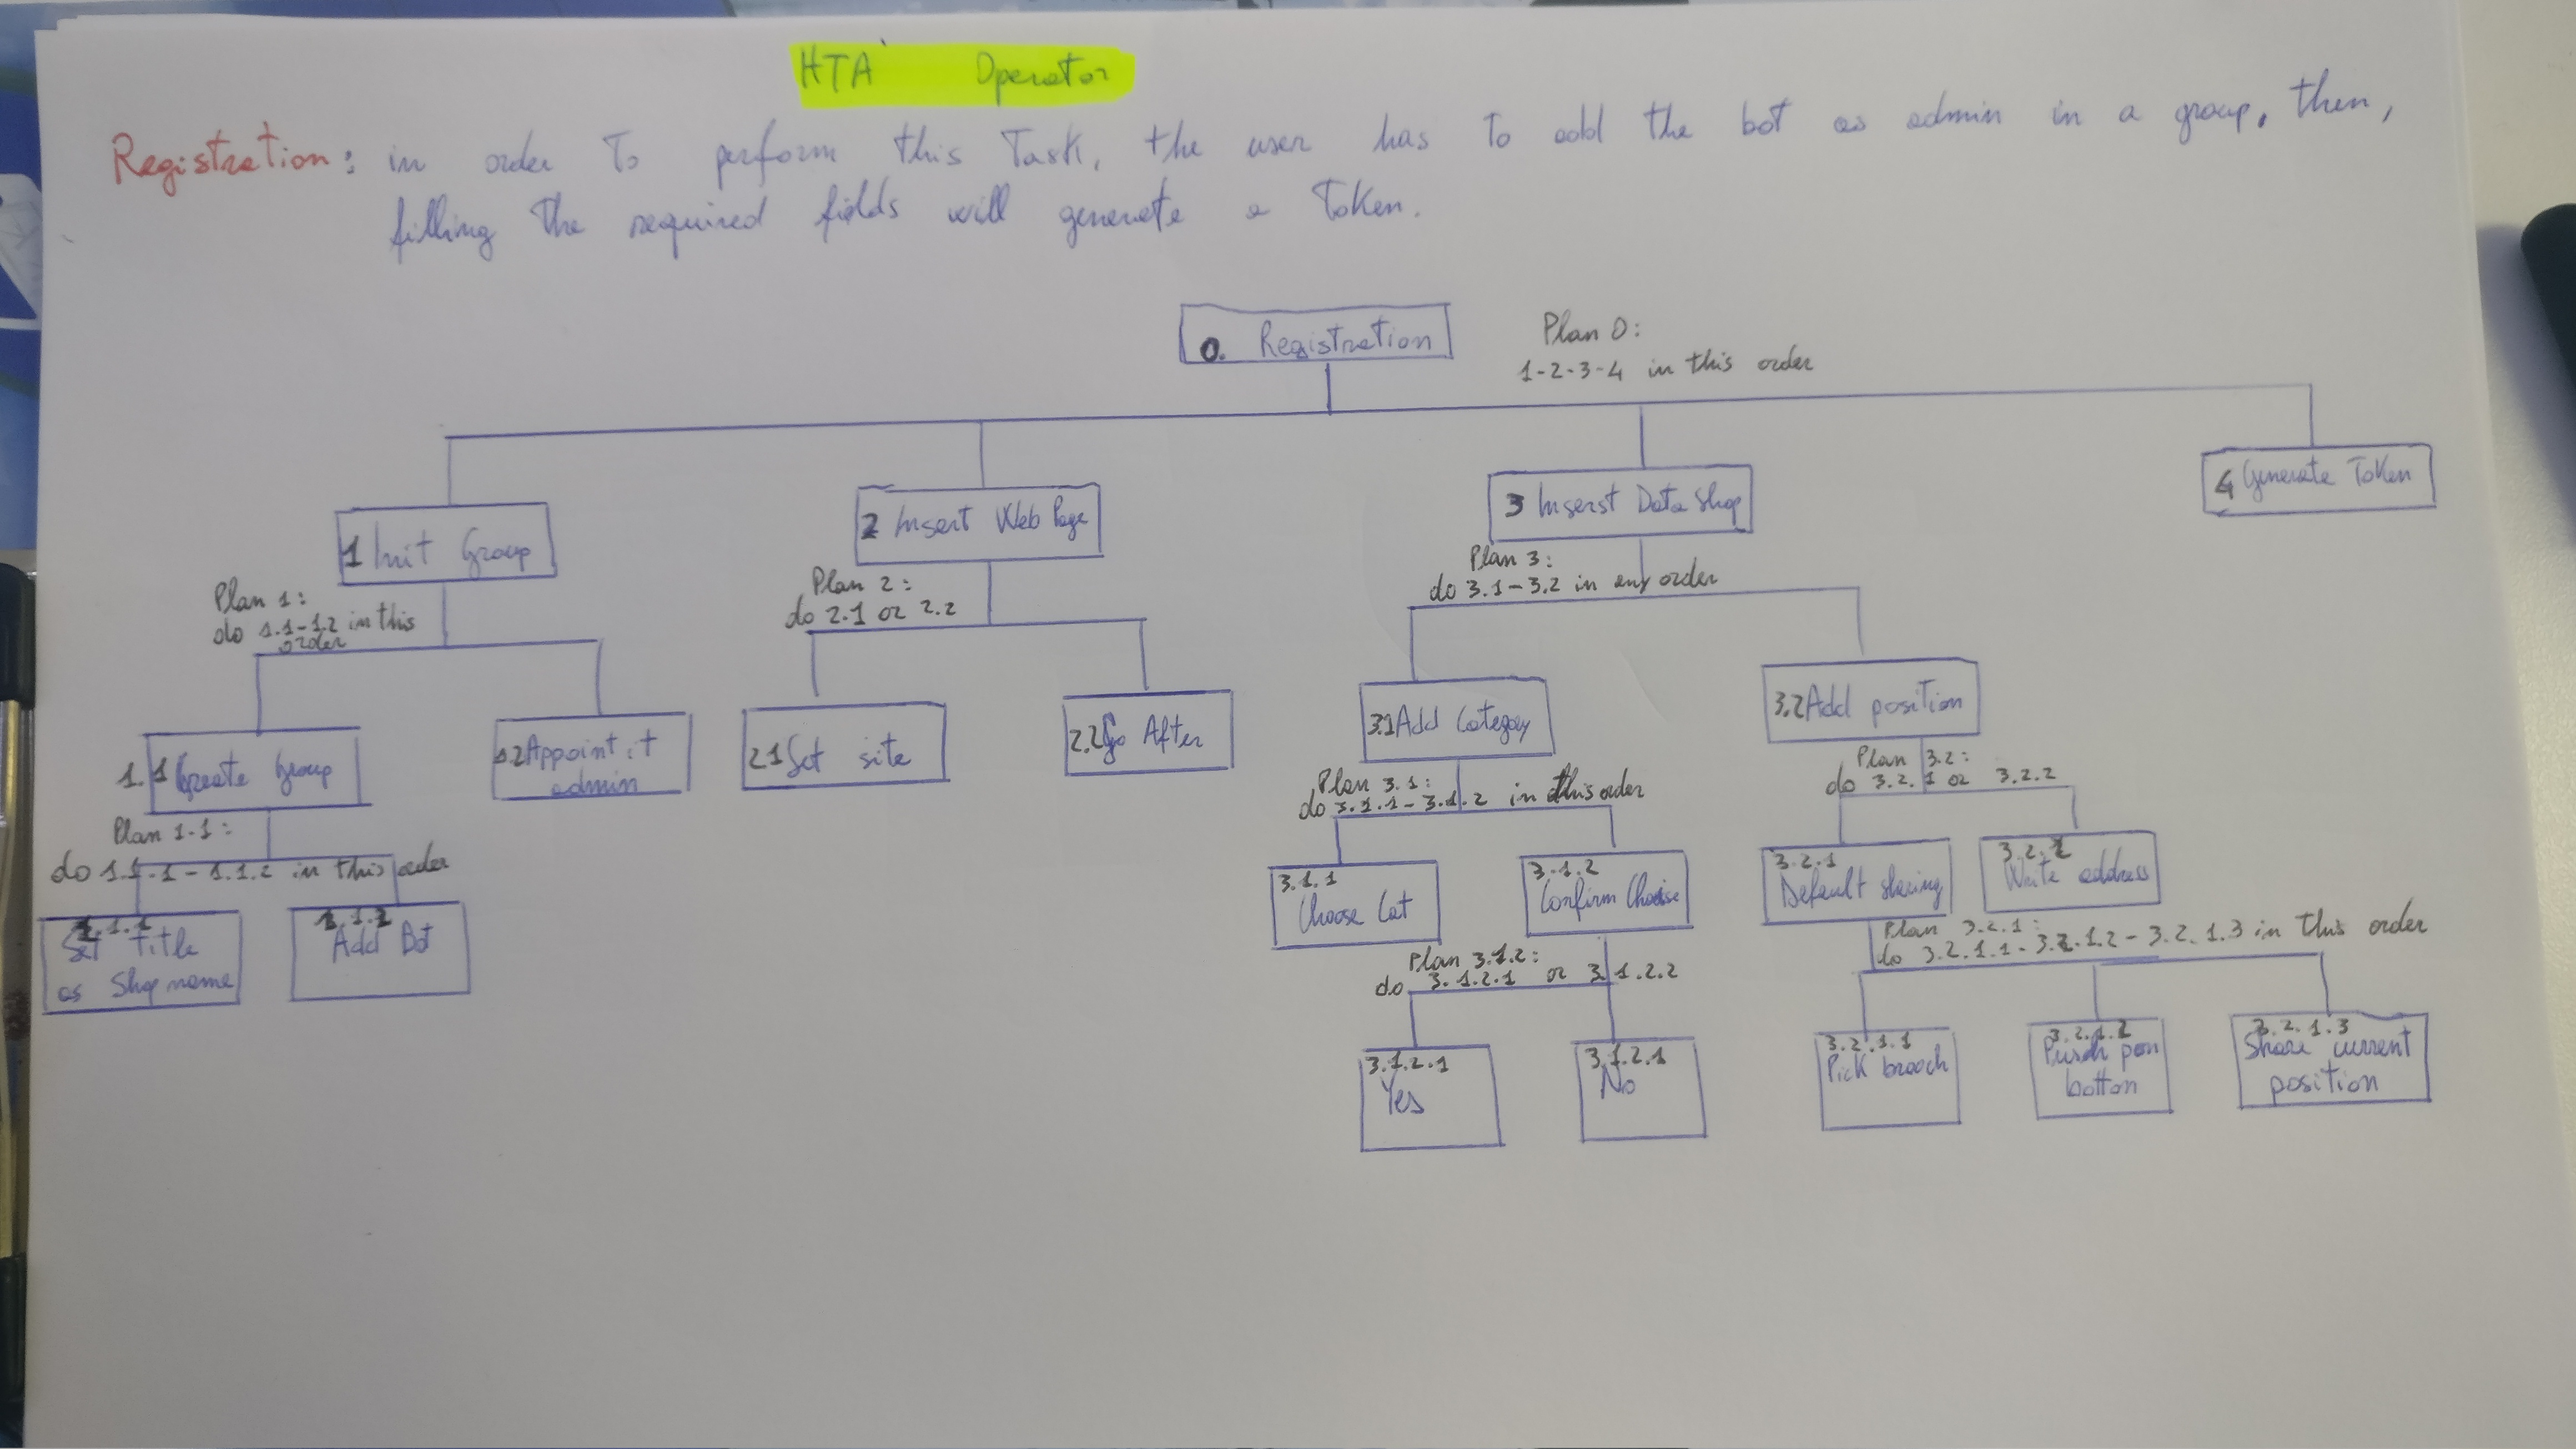 HTA Operator
Registration: in order to perform this Task, the user has to add the bot as admin in a group, then,
filling the required fields will generate a Token.
0. Registration
Plan 0:
1-2-3-4 in this order
1 Init Group
2 Insert Web Page
3 Inserst Data Shop
4 Generate Token
Plan 1:
do 1.1-1.2 in this
order
Plan 2:
do 2.1 or 2.2
Plan 3:
do 3.1-3.2 in any order
1.1 Create Group
1.2 Appoint it
admin
2.1 Set site
2.2 Go After
3.1 Add Category
3.2 Add position
Plan 1.1:
do 1.1.1-1.1.2 in this order
Plan 3.1:
do 3.1.1-3.1.2 in this order
Plan 3.2:
do 3.2.1 or 3.2.2
1.1.1
Set title
as Shop name
1.1.2
Add Bot
3.1.1
Choose Cat
3.1.2
Confirm Choise
3.2.1
Default sharing
3.2.2
Write address
Plan 3.1.2:
do 3.1.2.1 or 3.1.2.2
Plan 3.2.1:
do 3.2.1.1-3.2.1.2-3.2.1.3 in this order
3.1.2.1
Yes
3.1.2.1
No
3.2.1.1
Pick brooch
3.2.1.2
botton
3.2.1.3
Share current
position